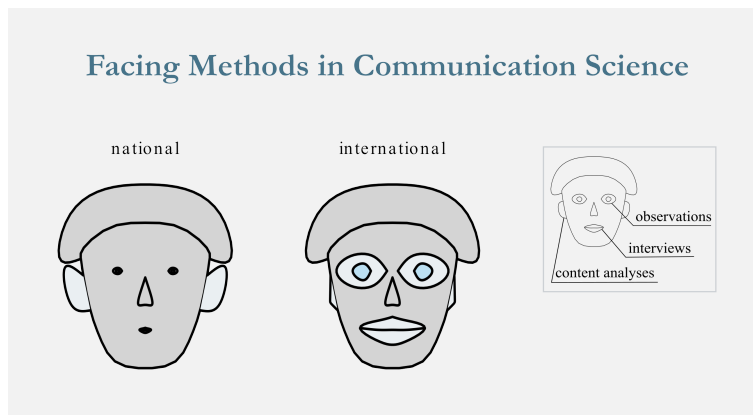 Facing Methods in Communication Science
national
international
observations
interviews
content analyses